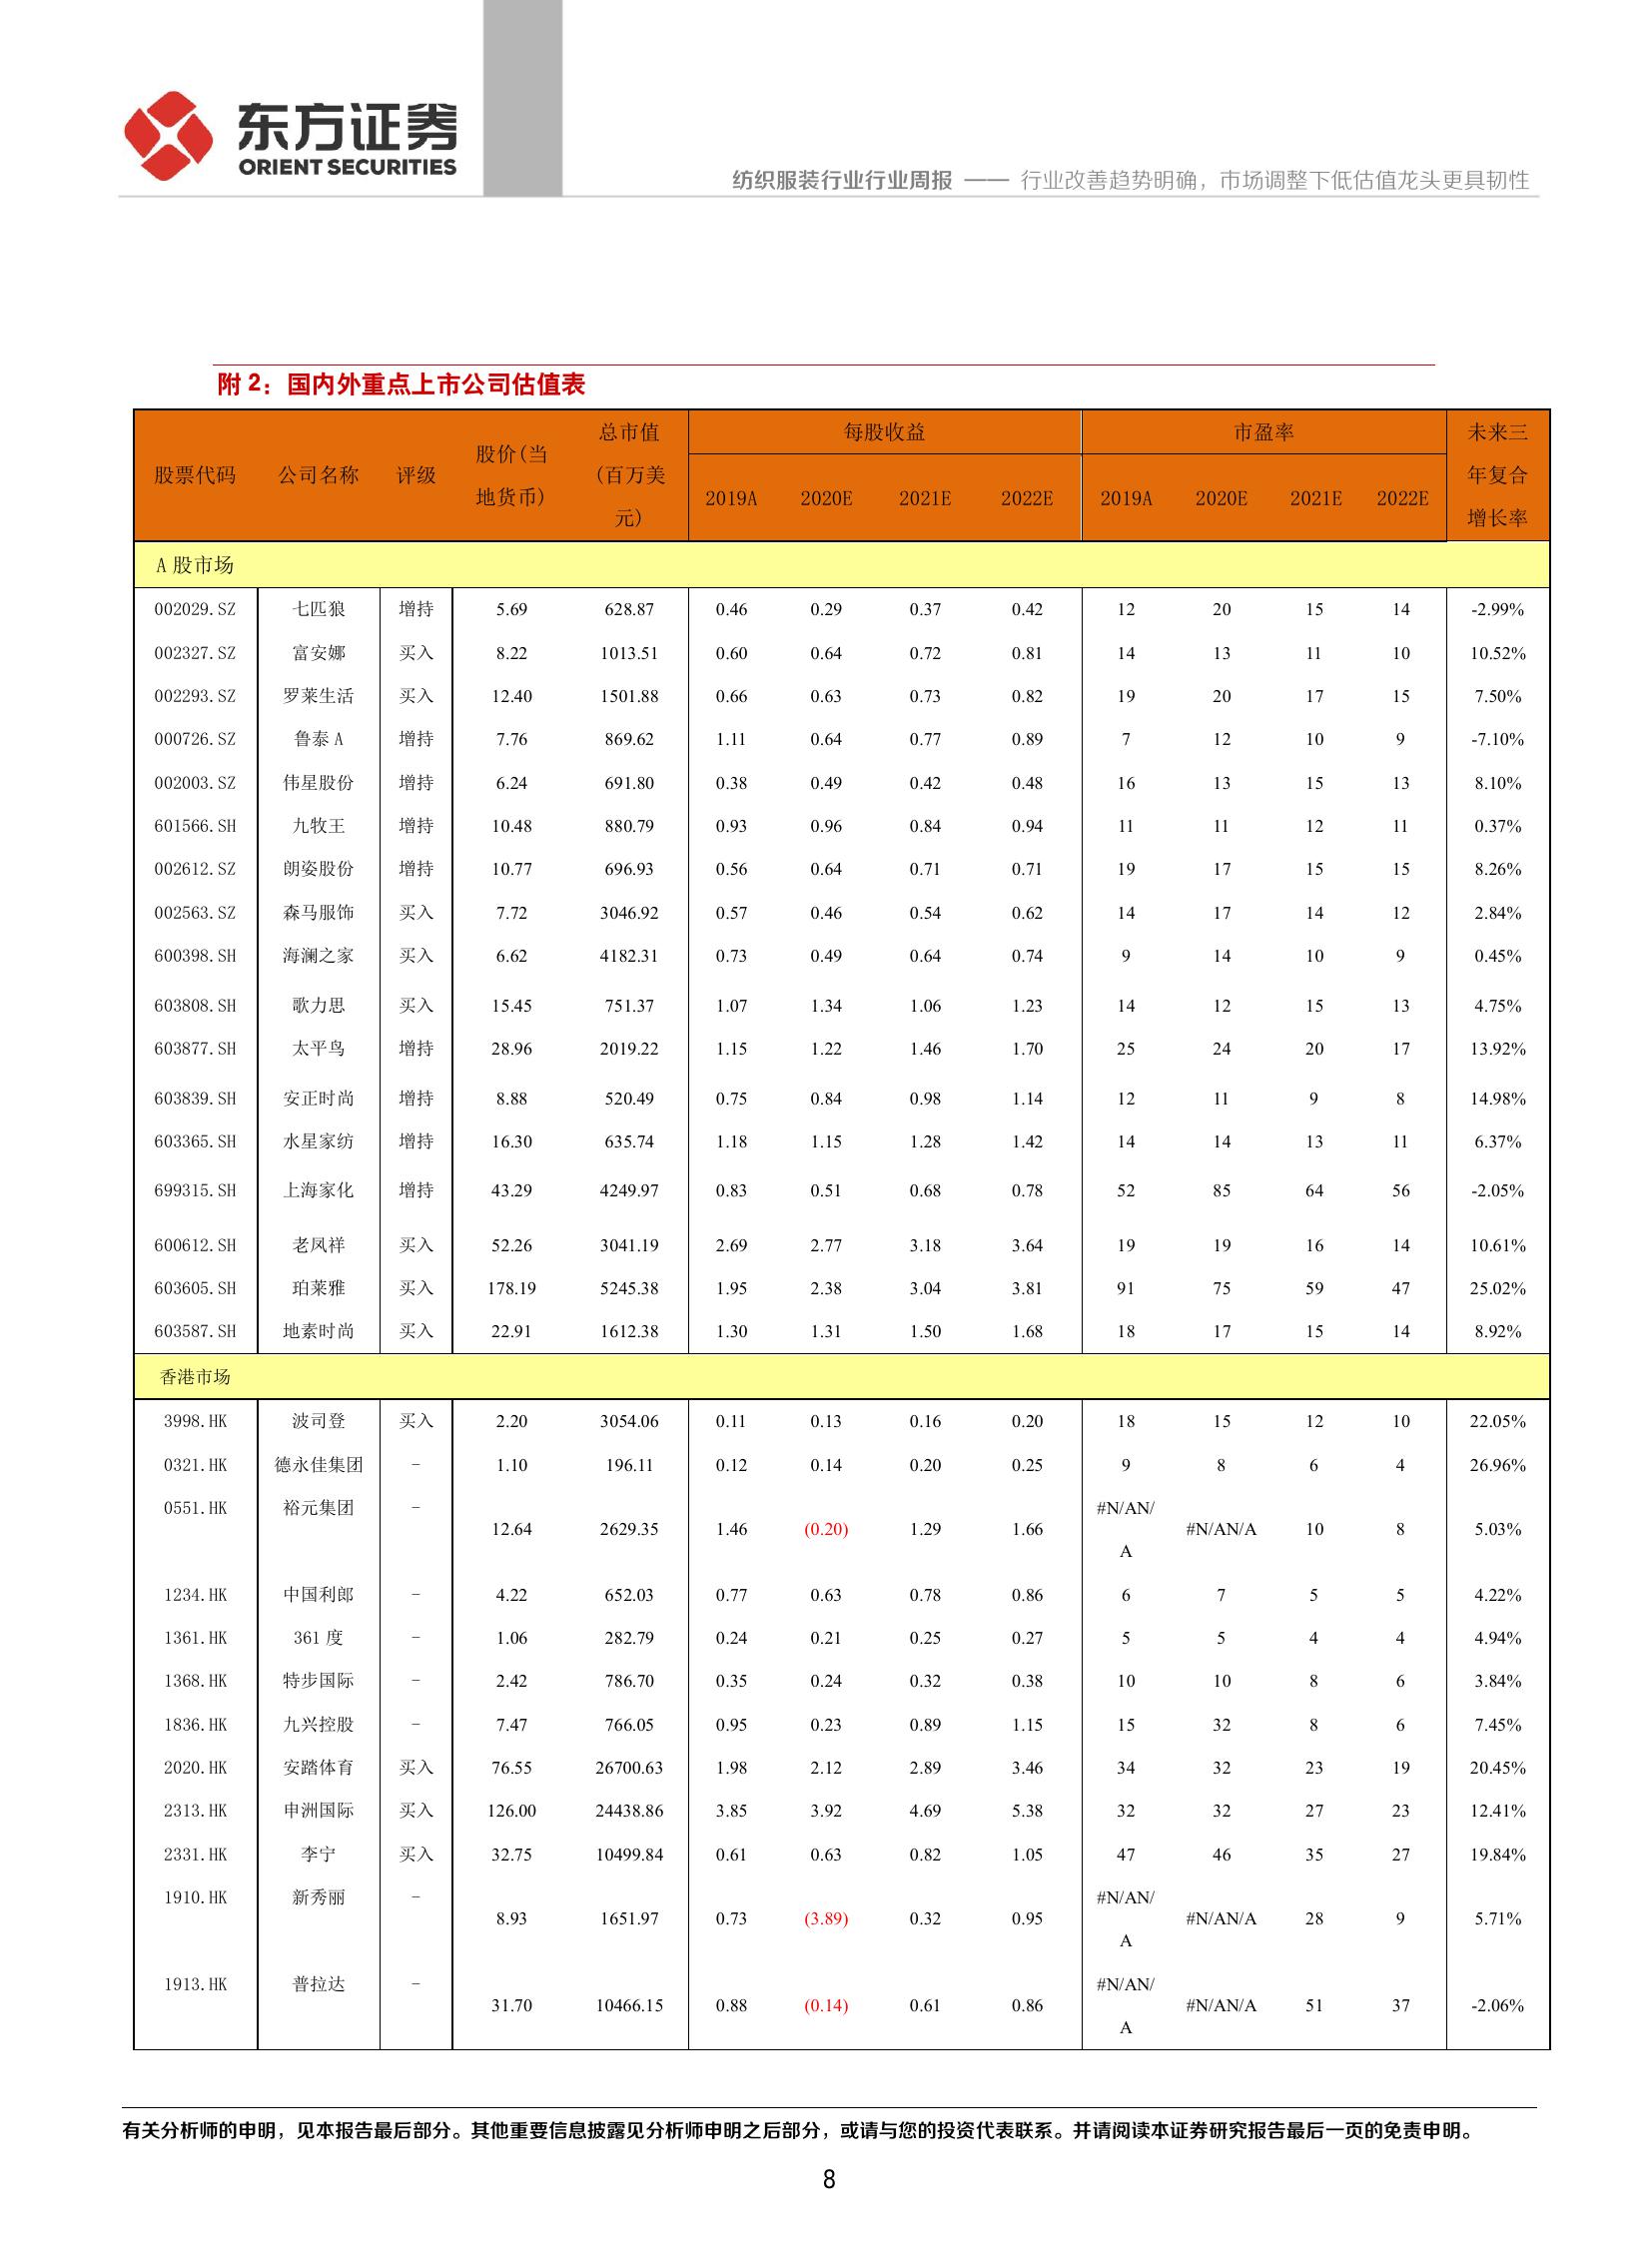 东方证券
ORIENT SECURITIES
纺织服装行业行业周报 —— 行业改善趋势明确，市场调整下低估值龙头更具韧性
附 2：国内外重点上市公司估值表
股票代码 公司名称 评级 股价(当地货币) 总市值(百万美元) 每股收益 市盈率 未来三年复合增长率
2019A 2020E 2021E 2022E 2019A 2020E 2021E 2022E
A 股市场
002029.SZ 七匹狼 增持 5.69 628.87 0.46 0.29 0.37 0.42 12 20 15 14 -2.99%
002327.SZ 富安娜 买入 8.22 1013.51 0.60 0.64 0.72 0.81 14 13 11 10 10.52%
002293.SZ 罗莱生活 买入 12.40 1501.88 0.66 0.63 0.73 0.82 19 20 17 15 7.50%
000726.SZ 鲁泰 A 增持 7.76 869.62 1.11 0.64 0.77 0.89 7 12 10 9 -7.10%
002003.SZ 伟星股份 增持 6.24 691.80 0.38 0.49 0.42 0.48 16 13 15 13 8.10%
601566.SH 九牧王 增持 10.48 880.79 0.93 0.96 0.84 0.94 11 11 12 11 0.37%
002612.SZ 朗姿股份 增持 10.77 696.93 0.56 0.64 0.71 0.71 19 17 15 15 8.26%
002563.SZ 森马服饰 买入 7.72 3046.92 0.57 0.46 0.54 0.62 14 17 14 12 2.84%
600398.SH 海澜之家 买入 6.62 4182.31 0.73 0.49 0.64 0.74 9 14 10 9 0.45%
603808.SH 歌力思 买入 15.45 751.37 1.07 1.34 1.06 1.23 14 12 15 13 4.75%
603877.SH 太平鸟 增持 28.96 2019.22 1.15 1.22 1.46 1.70 25 24 20 17 13.92%
603839.SH 安正时尚 增持 8.88 520.49 0.75 0.84 0.98 1.14 12 11 9 8 14.98%
603365.SH 水星家纺 增持 16.30 635.74 1.18 1.15 1.28 1.42 14 14 13 11 6.37%
699315.SH 上海家化 增持 43.29 4249.97 0.83 0.51 0.68 0.78 52 85 64 56 -2.05%
600612.SH 老凤祥 买入 52.26 3041.19 2.69 2.77 3.18 3.64 19 19 16 14 10.61%
603605.SH 珀莱雅 买入 178.19 5245.38 1.95 2.38 3.04 3.81 91 75 59 47 25.02%
603587.SH 地素时尚 买入 22.91 1612.38 1.30 1.31 1.50 1.68 18 17 15 14 8.92%
香港市场
3998.HK 波司登 买入 2.20 3054.06 0.11 0.13 0.16 0.20 18 15 12 10 22.05%
0321.HK 德永佳集团 - 1.10 196.11 0.12 0.14 0.20 0.25 9 8 6 4 26.96%
0551.HK 裕元集团 - 12.64 2629.35 1.46 (0.20) 1.29 1.66 #N/AN/A #N/AN/A 10 8 5.03%
1234.HK 中国利郎 - 4.22 652.03 0.77 0.63 0.78 0.86 6 7 5 5 4.22%
1361.HK 361 度 - 1.06 282.79 0.24 0.21 0.25 0.27 5 5 4 4 4.94%
1368.HK 特步国际 - 2.42 786.70 0.35 0.24 0.32 0.38 10 10 8 6 3.84%
1836.HK 九兴控股 - 7.47 766.05 0.95 0.23 0.89 1.15 15 32 8 6 7.45%
2020.HK 安踏体育 买入 76.55 26700.63 1.98 2.12 2.89 3.46 34 32 23 19 20.45%
2313.HK 申洲国际 买入 126.00 24438.86 3.85 3.92 4.69 5.38 32 32 27 23 12.41%
2331.HK 李宁 买入 32.75 10499.84 0.61 0.63 0.82 1.05 47 46 35 27 19.84%
1910.HK 新秀丽 - 8.93 1651.97 0.73 (3.89) 0.32 0.95 #N/AN/A #N/AN/A 28 9 5.71%
1913.HK 普拉达 - 31.70 10466.15 0.88 (0.14) 0.61 0.86 #N/AN/A #N/AN/A 51 37 -2.06%
有关分析师的申明，见本报告最后部分。其他重要信息披露见分析师申明之后部分，或请与您的投资代表联系。并请阅读本证券研究报告最后一页的免责申明。
8